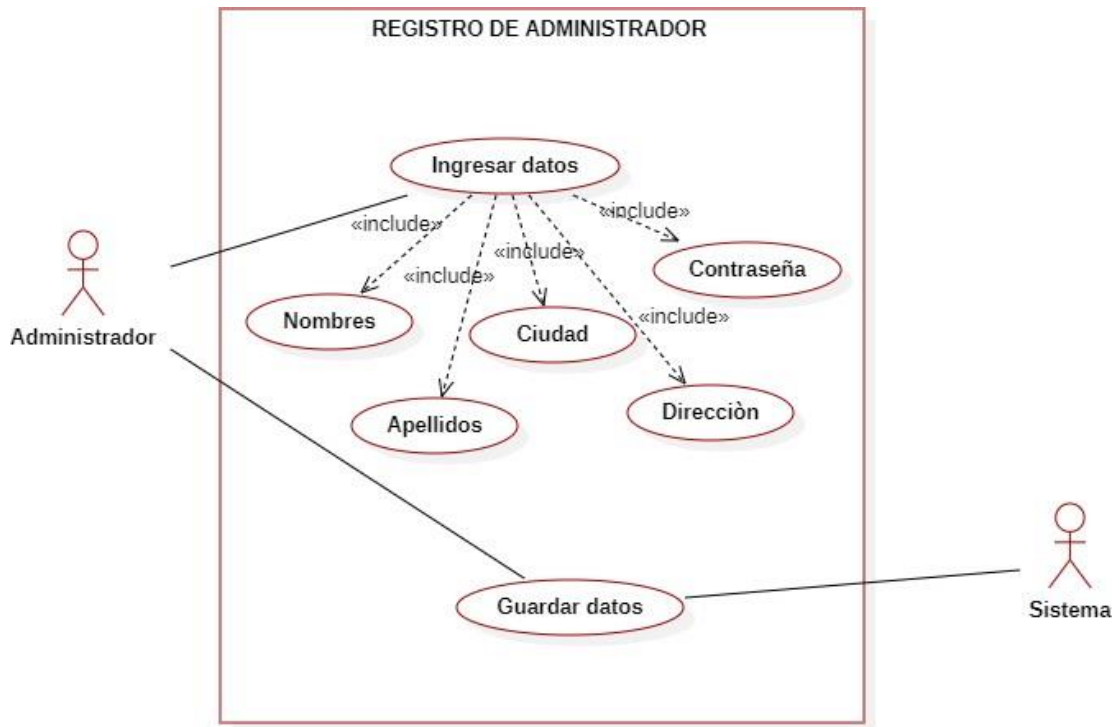 REGISTRO DE ADMINISTRADOR
Ingresar datos
«include»
«include»
«include»
«include»
«include»
Contraseña
Nombres
Ciudad
Administrador
Apellidos
Direcciòn
Guardar datos
Sistema